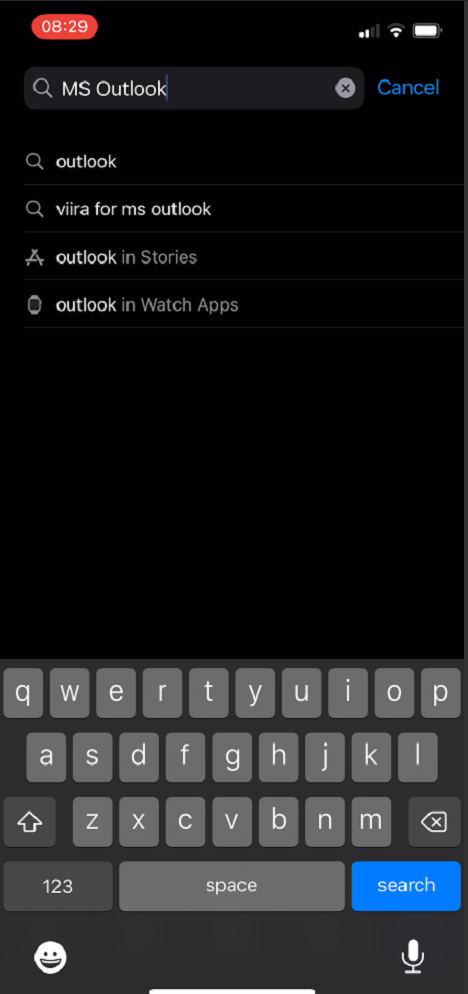 08:29
MS Outlook Cancel
outlook
viira for ms outlook
outlook in Stories
outlook in Watch Apps
q w e r t y u i o p
a s d f g h j k l
z x c v b n m
123 space search